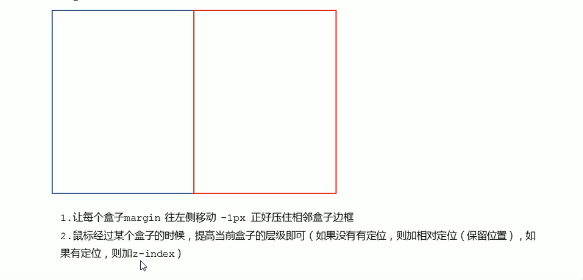 1.让每个盒子margin 往左侧移动 -1px 正好压住相邻盒子边框
2.鼠标经过某个盒子的时候，提高当前盒子的层级即可（如果没有有定位，则加相对定位（保留位置），如
果有定位，则加z-index）